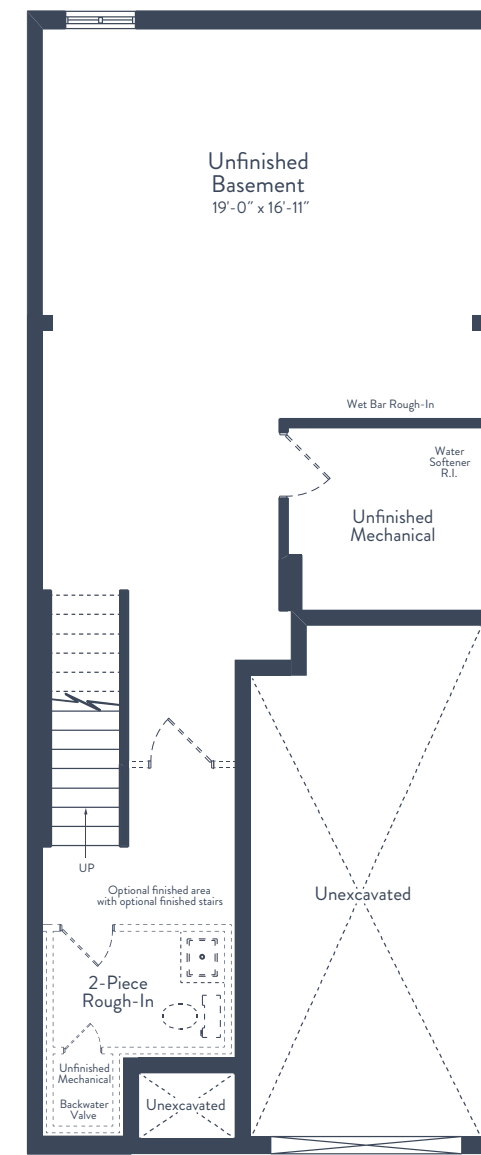 Unfinished
Basement
19'-0" x 16'-11"
Wet Bar Rough-In
Water
Softener
R.I.
Unfinished
Mechanical
UP
Optional finished area
with optional finished stairs
Unexcavated
2-Piece
Rough-In
Unfinished
Mechanical
Backwater
Valve
Unexcavated